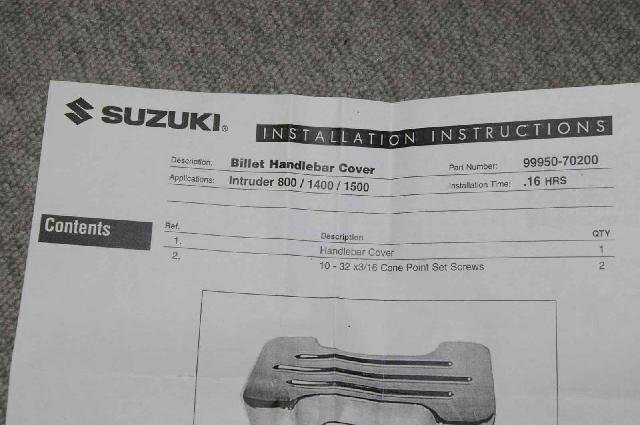 SUZUKI®
INSTALLATION INSTRUCTIONS
Description: Billet Handlebar Cover Part Number: 99950-70200
Applications: Intruder 800 / 1400 / 1500 Installation Time: .16 HRS
Contents
Ref. Description QTY
1. Handlebar Cover 1
2. 10 - 32 x3/16 Cone Point Set Screws 2